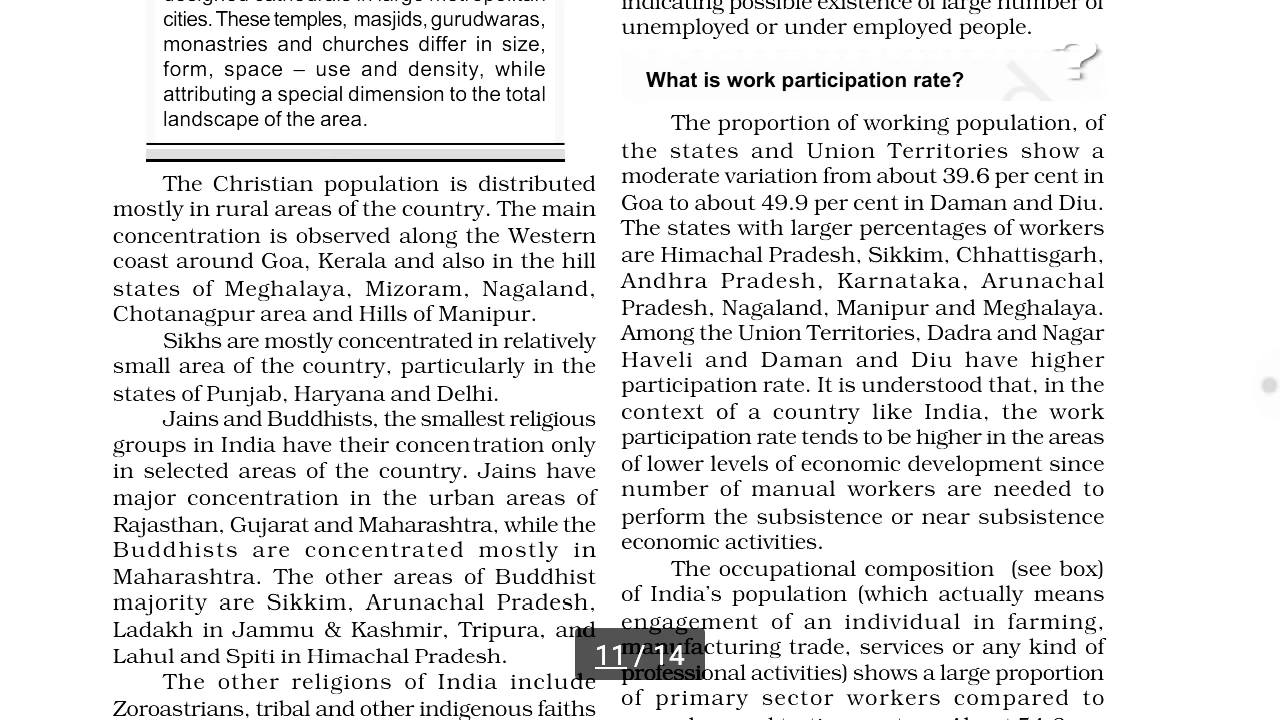 cities. These temples, masjids, gurudwaras,
monastries and churches differ in size,
form, space – use and density, while
attributing a special dimension to the total
landscape of the area.
The Christian population is distributed
mostly in rural areas of the country. The main
concentration is observed along the Western
coast around Goa, Kerala and also in the hill
states of Meghalaya, Mizoram, Nagaland,
Chotanagpur area and Hills of Manipur.
Sikhs are mostly concentrated in relatively
small area of the country, particularly in the
states of Punjab, Haryana and Delhi.
Jains and Buddhists, the smallest religious
groups in India have their concentration only
in selected areas of the country. Jains have
major concentration in the urban areas of
Rajasthan, Gujarat and Maharashtra, while the
Buddhists are concentrated mostly in
Maharashtra. The other areas of Buddhist
majority are Sikkim, Arunachal Pradesh,
Ladakh in Jammu & Kashmir, Tripura, and
Lahul and Spiti in Himachal Pradesh.
The other religions of India include
Zoroastrians, tribal and other indigenous faiths
indicating possible existence of large number of
unemployed or under employed people.
What is work participation rate?
?
The proportion of working population, of
the states and Union Territories show a
moderate variation from about 39.6 per cent in
Goa to about 49.9 per cent in Daman and Diu.
The states with larger percentages of workers
are Himachal Pradesh, Sikkim, Chhattisgarh,
Andhra Pradesh, Karnataka, Arunachal
Pradesh, Nagaland, Manipur and Meghalaya.
Among the Union Territories, Dadra and Nagar
Haveli and Daman and Diu have higher
participation rate. It is understood that, in the
context of a country like India, the work
participation rate tends to be higher in the areas
of lower levels of economic development since
number of manual workers are needed to
perform the subsistence or near subsistence
economic activities.
The occupational composition (see box)
of India's population (which actually means
engagement of an individual in farming,
manufacturing trade, services or any kind of
professional activities) shows a large proportion
of primary sector workers compared to
11 / 14